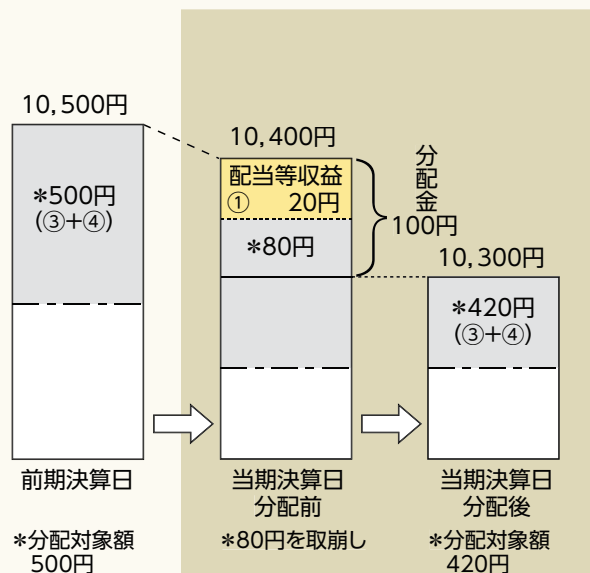 10,500円
*500円
(③+④)
前期決算日
*分配対象額
500円
10,400円
配当等収益
① 20円
*80円
分配金
100円
当期決算日
分配前
*80円を取崩し
10,300円
*420円
(③+④)
当期決算日
分配後
*分配対象額
420円